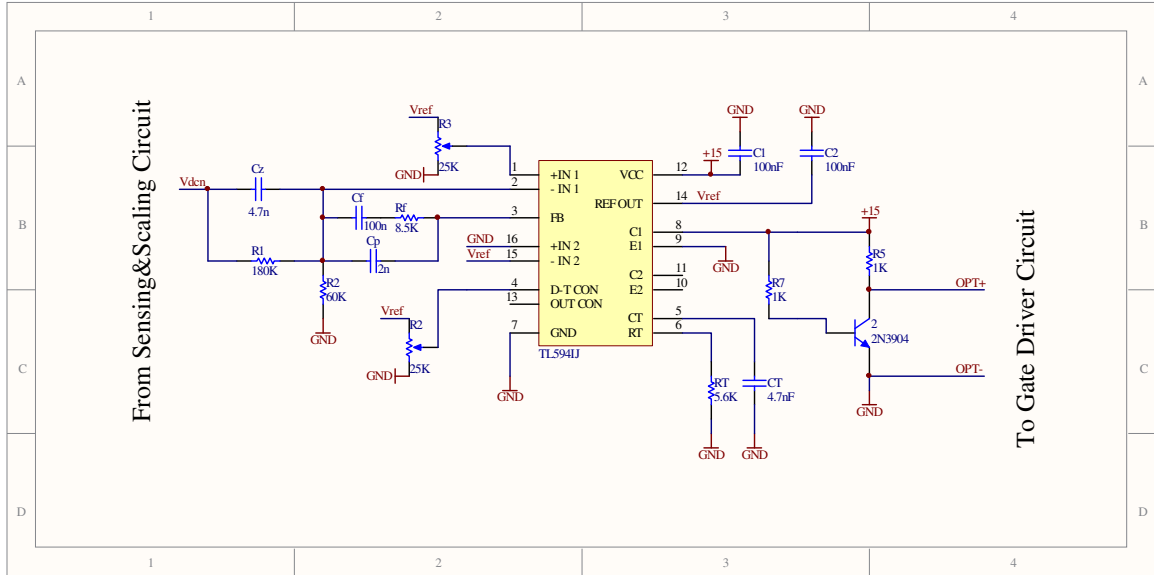 1 2 3 4
A A
B B
C C
D D
1 2 3 4
From Sensing&Scaling Circuit
Vdcn
Cz
4.7n
R1
180K
R2
60K
GND
Cf
100n
Rf
8.5K
Cp
2n
Vref
R3
25K
GND
GND
Vref
Vref
R2
25K
GND
GND
1 +IN 1
2 - IN 1
3 FB
16 +IN 2
15 - IN 2
4 D-T CON
13 OUT CON
7 GND
VCC 12
REF OUT 14
C1 8
E1 9
C2 11
E2 10
CT 5
RT 6
TL594IJ
+15
GND
C1
100nF
GND
C2
100nF
Vref
GND
R7
1K
+15
R5
1K
OPT+
2
2N3904
OPT-
GND
RT
5.6K
GND
CT
4.7nF
GND
To Gate Driver Circuit